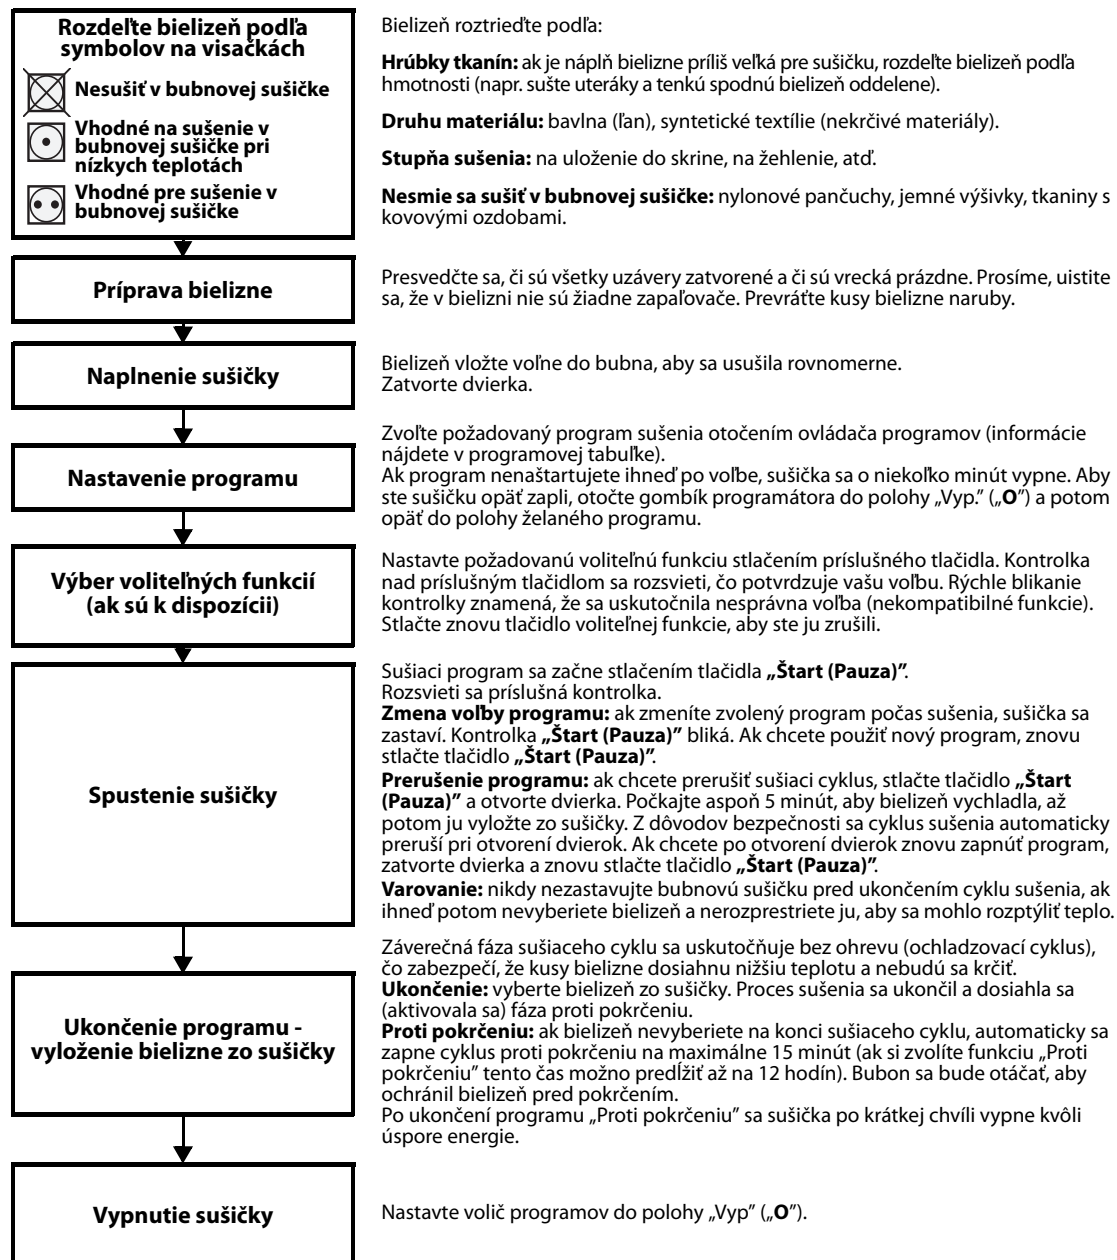 Rozdeľte bielizeň podľa
symbolov na visačkách
Nesušiť v bubnovej sušičke
Vhodné na sušenie v
bubnovej sušičke pri
nízkych teplotách
Vhodné pre sušenie v
bubnovej sušičke
Bielizeň roztrieďte podľa:
Hrúbky tkanín: ak je náplň bielizne príliš veľká pre sušičku, rozdeľte bielizeň podľa
hmotnosti (napr. sušte uteráky a tenkú spodnú bielizeň oddelene).
Druhu materiálu: bavlna (ľan), syntetické textílie (nekrčivé materiály).
Stupňa sušenia: na uloženie do skrine, na žehlenie, atď.
Nesmie sa sušiť v bubnovej sušičke: nylonové pančuchy, jemné výšivky, tkaniny s
kovovými ozdobami.
Príprava bielizne
Presvedčte sa, či sú všetky uzávery zatvorené a či sú vrecká prázdne. Prosíme, uistite
sa, že v bielizni nie sú žiadne zapaľovače. Prevráťte kusy bielizne naruby.
Naplnenie sušičky
Bielizeň vložte voľne do bubna, aby sa usušila rovnomerne.
Zatvorte dvierka.
Nastavenie programu
Zvoľte požadovaný program sušenia otočením ovládača programov (informácie
nájdete v programovej tabuľke).
Ak program nenaštartujete ihneď po voľbe, sušička sa o niekoľko minút vypne. Aby
ste sušičku opäť zapli, otočte gombík programátora do polohy „Vyp.” („O”) a potom
opäť do polohy želaného programu.
Výber voliteľných funkcií
(ak sú k dispozícii)
Nastavte požadovanú voliteľnú funkciu stlačením príslušného tlačidla. Kontrolka
nad príslušným tlačidlom sa rozsvieti, čo potvrdzuje vašu voľbu. Rýchle blikanie
kontrolky znamená, že sa uskutočnila nesprávna voľba (nekompatibilné funkcie).
Stlačte znovu tlačidlo voliteľnej funkcie, aby ste ju zrušili.
Spustenie sušičky
Sušiaci program sa začne stlačením tlačidla „Štart (Pauza)”.
Rozsvieti sa príslušná kontrolka.
Zmena voľby programu: ak zmeníte zvolený program počas sušenia, sušička sa
zastaví. Kontrolka „Štart (Pauza)” bliká. Ak chcete použiť nový program, znovu
stlačte tlačidlo „Štart (Pauza)”.
Prerušenie programu: ak chcete prerušiť sušiaci cyklus, stlačte tlačidlo „Štart
(Pauza)” a otvorte dvierka. Počkajte aspoň 5 minút, aby bielizeň vychladla, až
potom ju vyložte zo sušičky. Z dôvodov bezpečnosti sa cyklus sušenia automaticky
preruší pri otvorení dvierok. Ak chcete po otvorení dvierok znovu zapnúť program,
zatvorte dvierka a znovu stlačte tlačidlo „Štart (Pauza)”.
Varovanie: nikdy nezastavujte bubnovú sušičku pred ukončením cyklu sušenia, ak
ihneď potom nevyberiete bielizeň a nerozprestriete ju, aby sa mohlo rozptýliť teplo.
Ukončenie programu -
vyloženie bielizne zo sušičky
Záverečná fáza sušiaceho cyklu sa uskutočňuje bez ohrevu (ochladzovací cyklus),
čo zabezpečí, že kusy bielizne dosiahnu nižšiu teplotu a nebudú sa krčiť.
Ukončenie: vyberte bielizeň zo sušičky. Proces sušenia sa ukončil a dosiahla sa
(aktivovala sa) fáza proti pokrčeniu.
Proti pokrčeniu: ak bielizeň nevyberiete na konci sušiaceho cyklu, automaticky sa
zapne cyklus proti pokrčeniu na maximálne 15 minút (ak si zvolíte funkciu „Proti
pokrčeniu” tento čas možno predĺžiť až na 12 hodín). Bubon sa bude otáčať, aby
ochránil bielizeň pred pokrčením.
Po ukončení programu „Proti pokrčeniu” sa sušička po krátkej chvíli vypne kvôli
úspore energie.
Vypnutie sušičky
Nastavte volič programov do polohy „Vyp” („O”).